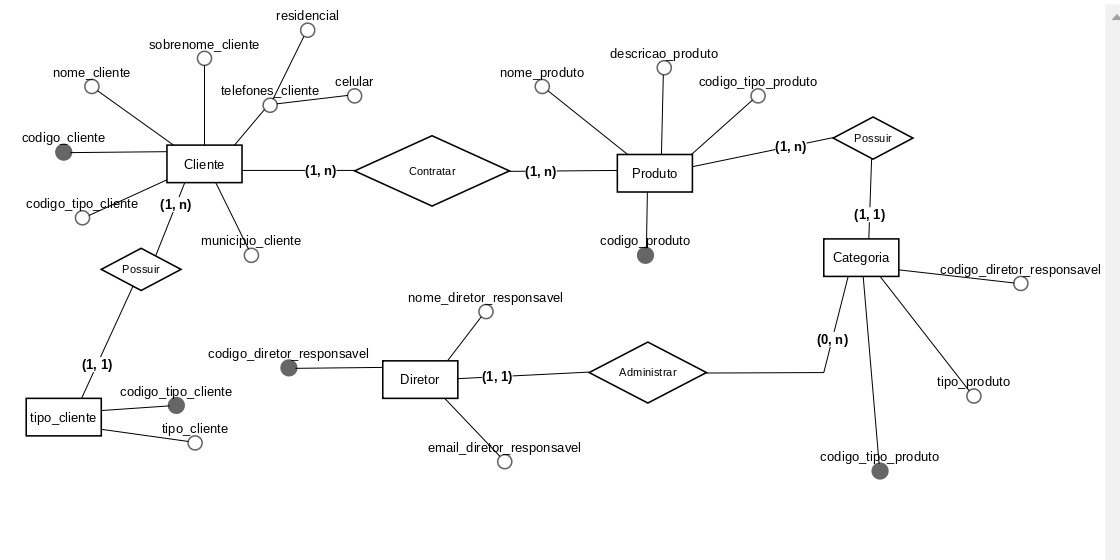 residencial
sobrenome_cliente
descricao_produto
nome_cliente
nome_produto
celular
codigo_tipo_produto
telefones_cliente
codigo_cliente
Possuir
(1, n)
Cliente
(1, n)
Contratar
(1, n)
Produto
codigo_tipo_cliente
(1, n)
(1, 1)
municipio_cliente
codigo_produto
Categoria
Possuir
codigo_diretor_responsavel
nome_diretor_responsavel
(0, n)
codigo_diretor_responsavel
(1, 1)
Diretor
(1, 1)
Administrar
tipo_produto
codigo_tipo_cliente
tipo_cliente
tipo_cliente
email_diretor_responsavel
codigo_tipo_produto